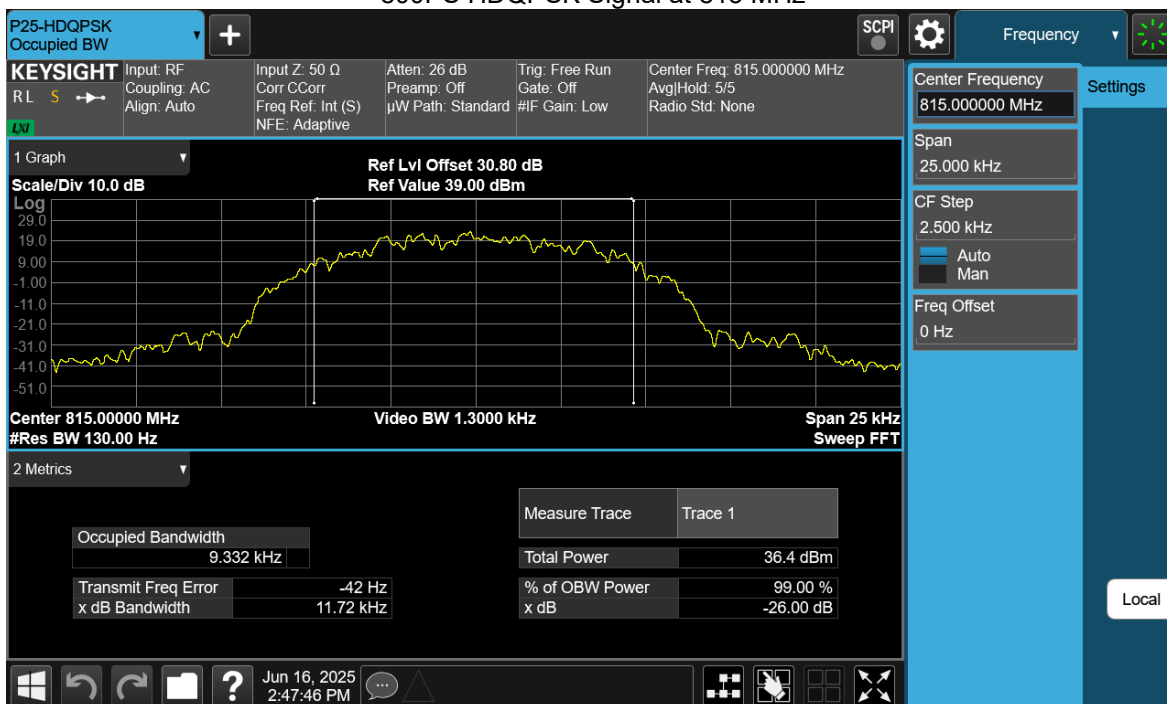 P25-HDQPSK
Occupied BW
+
SCPI
Frequency
KEYSIGHT
RL S
LXI
Input: RF
Coupling: AC
Align: Auto
Input Z: 50 Ω
Corr CCorr
Freq Ref: Int (S)
NFE: Adaptive
Atten: 26 dB
Preamp: Off
µW Path: Standard
Trig: Free Run
Gate: Off
#IF Gain: Low
Center Freq: 815.000000 MHz
Avg|Hold: 5/5
Radio Std: None
Center Frequency
815.000000 MHz
Settings
Span
25.000 kHz
CF Step
2.500 kHz
Auto
Man
Freq Offset
0 Hz
Local
1 Graph
Scale/Div 10.0 dB
Ref Lvl Offset 30.80 dB
Ref Value 39.00 dBm
Log
29.0
19.0
9.00
-1.00
-11.0
-21.0
-31.0
-41.0
-51.0
Center 815.00000 MHz
#Res BW 130.00 Hz
Video BW 1.3000 kHz
Span 25 kHz
Sweep FFT
2 Metrics
Occupied Bandwidth
9.332 kHz
Transmit Freq Error -42 Hz
x dB Bandwidth 11.72 kHz
Measure Trace Trace 1
Total Power 36.4 dBm
% of OBW Power 99.00 %
x dB -26.00 dB
?
Jun 16, 2025
2:47:46 PM